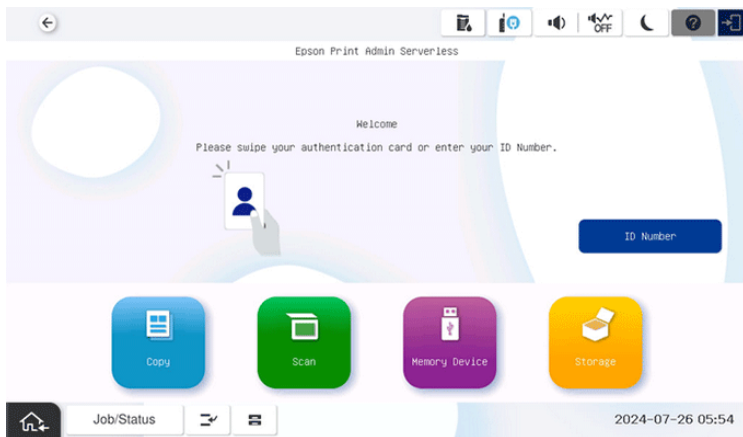 OFF
?
Epson Print Admin Serverless
Welcome
Please swipe your authentication card or enter your ID Number.
ID Number
Copy
Scan
Memory Device
Storage
Job/Status
2024-07-26 05:54